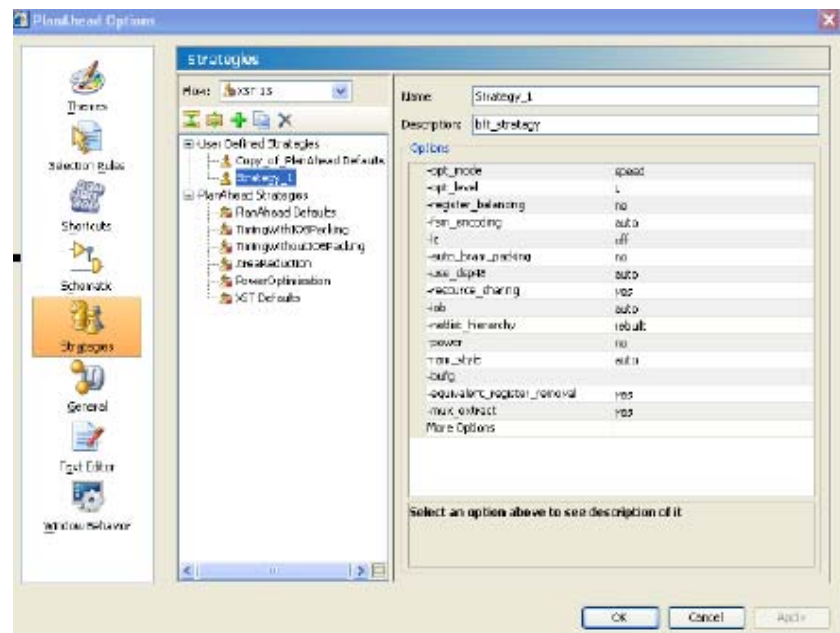 PlanAhead Options
Themes
Selection Rules
Shortcuts
Schematic
Strategies
General
Text Editor
Window Behavior
Strategies
Flow: XST 13
User Defined Strategies
Copy_of_PlanAhead Defaults
Strategy_1
PlanAhead Strategies
PlanAhead Defaults
TimingWithIOBPacking
TimingWithoutIOBPacking
AreaReduction
PowerOptimization
XST Defaults
Name: Strategy_1
Description: bft_strategy
Options
-opt_mode speed
-opt_level 1
-register_balancing no
-fsm_encoding auto
-lc off
-auto_bram_packing no
-use_dsp48 auto
-resource_sharing yes
-iob auto
-netlist_hierarchy rebuilt
-power no
-ram_style auto
-bufg
-equivalent_register_removal yes
-mux_extract yes
More Options
Select an option above to see description of it
OK
Cancel
Apply